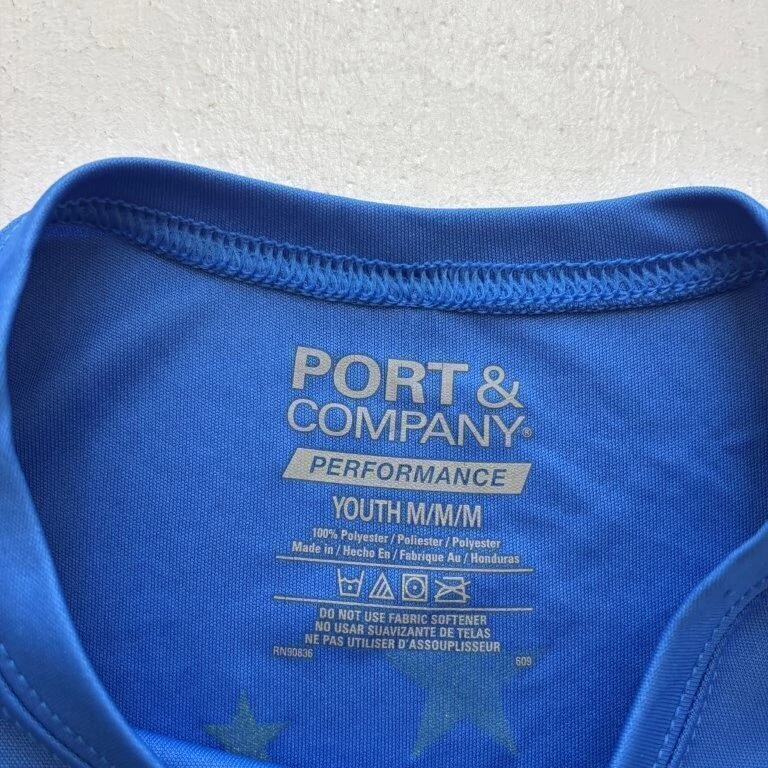 PORT &
COMPANY®
PERFORMANCE
YOUTH M/M/M
100% Polyester / Poliester / Polyester
Made in / Hecho En / Fabrique Au / Honduras
DO NOT USE FABRIC SOFTENER
NO USAR SUAVIZANTE DE TELAS
NE PAS UTILISER D'ASSOUPLISSEUR
RN90836 609